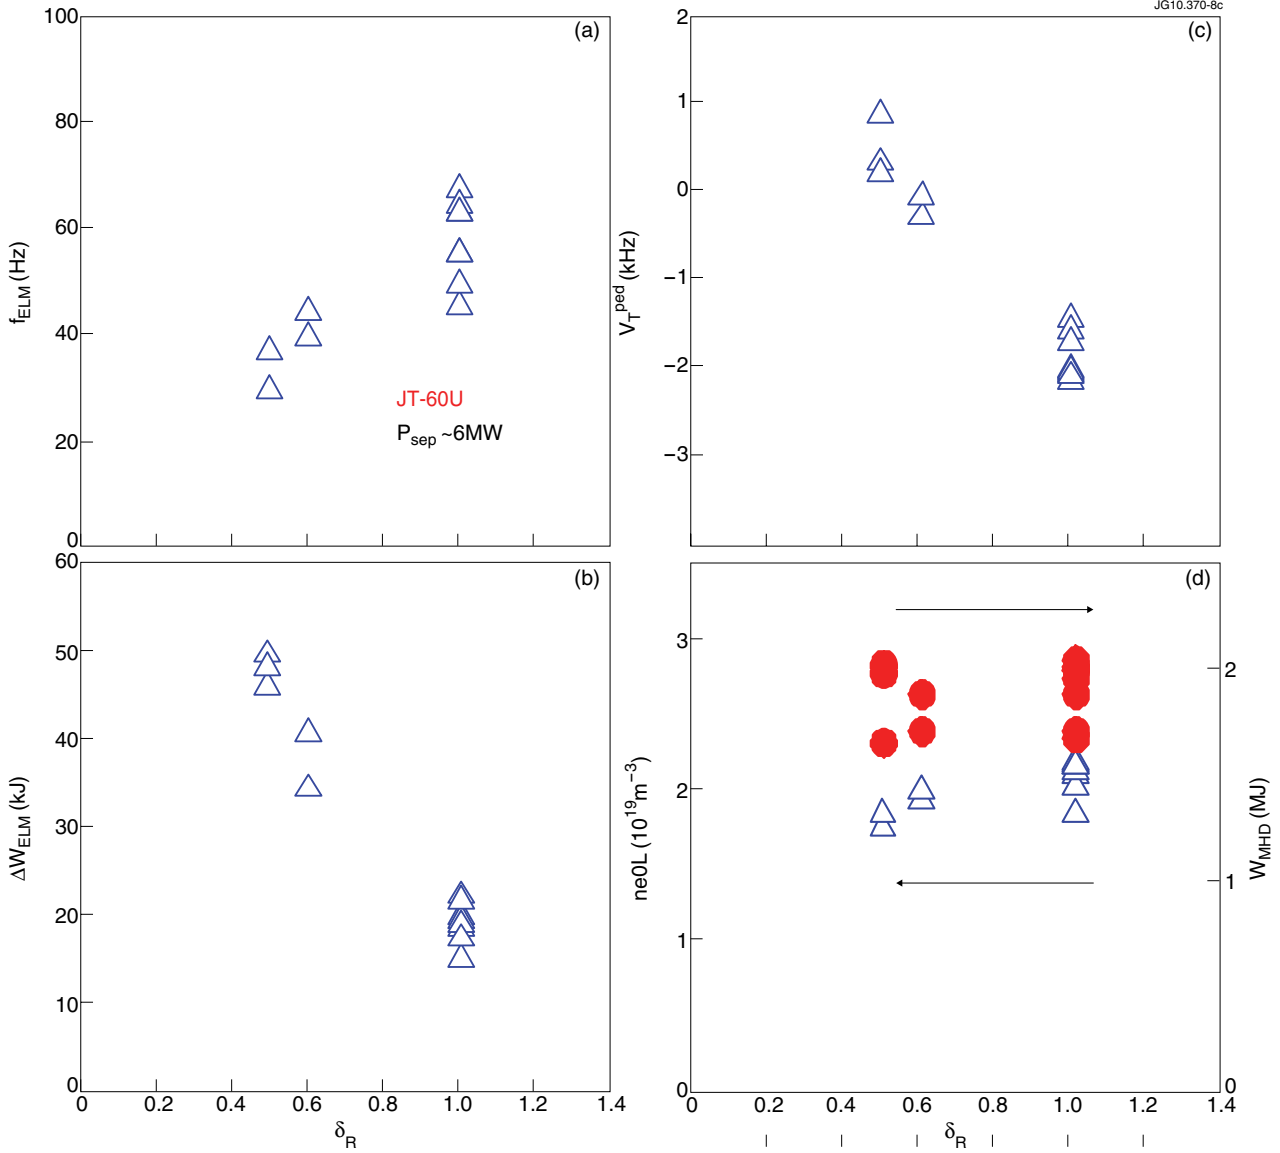 JG10.370-8c
100
80
60
40
20
0
f_ELM (Hz)
(a)
JT-60U
P_sep ~6MW
2
1
0
−1
−2
−3
V_T^ped (kHz)
(c)
60
50
40
30
20
10
0
ΔW_ELM (kJ)
(b)
0 0.2 0.4 0.6 0.8 1.0 1.2 1.4
δ_R
3
2
1
0
ne0L (10^19m^−3)
(d)
2
1
0
W_MHD (MJ)
0 0.2 0.4 0.6 0.8 1.0 1.2 1.4
δ_R